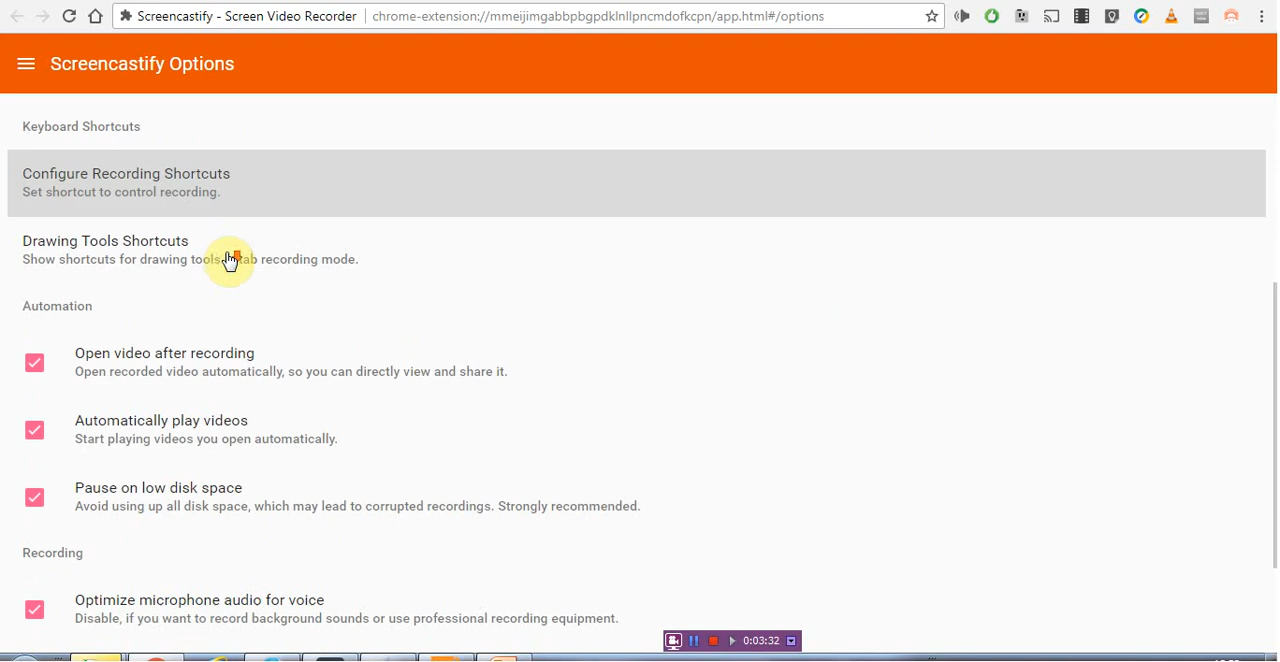 Screencastify - Screen Video Recorder
chrome-extension://mmeijimgabbpbgpdklnllpncmdofkcpn/app.html#/options
Screencastify Options
Keyboard Shortcuts
Configure Recording Shortcuts
Set shortcut to control recording.
Drawing Tools Shortcuts
Show shortcuts for drawing tools tab recording mode.
Automation
Open video after recording
Open recorded video automatically, so you can directly view and share it.
Automatically play videos
Start playing videos you open automatically.
Pause on low disk space
Avoid using up all disk space, which may lead to corrupted recordings. Strongly recommended.
Recording
Optimize microphone audio for voice
Disable, if you want to record background sounds or use professional recording equipment.
0:03:32